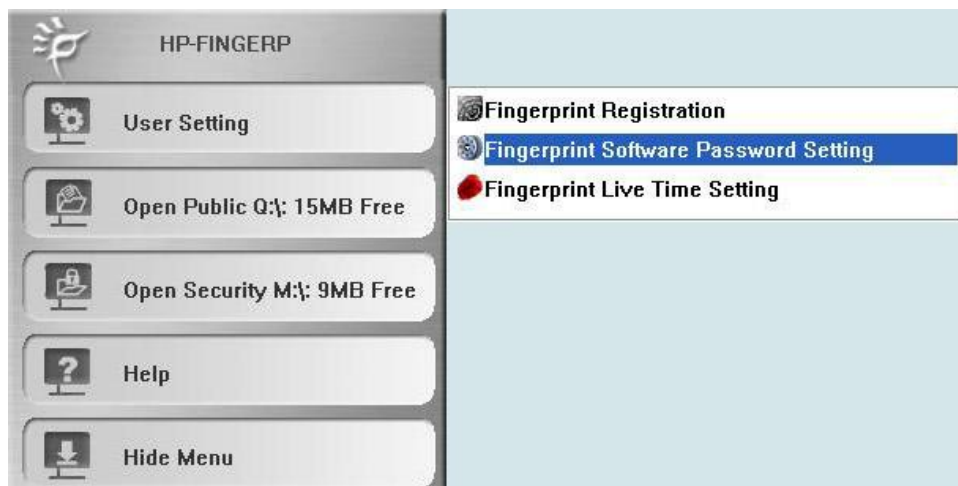 HP-FINGERP
User Setting
Open Public Q:\: 15MB Free
Open Security M:\: 9MB Free
Help
Hide Menu
Fingerprint Registration
Fingerprint Software Password Setting
Fingerprint Live Time Setting